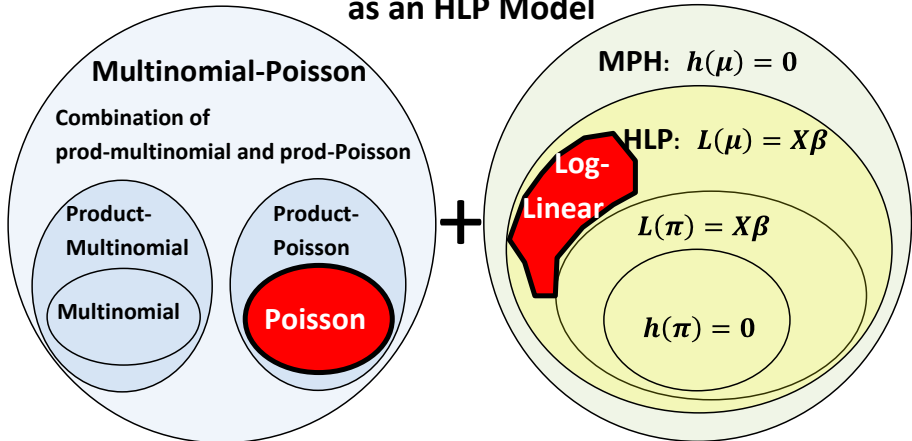 as an HLP Model
Multinomial-Poisson
Combination of
prod-multinomial and prod-Poisson
Product-
Multinomial
Multinomial
Product-
Poisson
Poisson
+
MPH: h(μ) = 0
HLP: L(μ) = Xβ
Log-
Linear
L(π) = Xβ
h(π) = 0